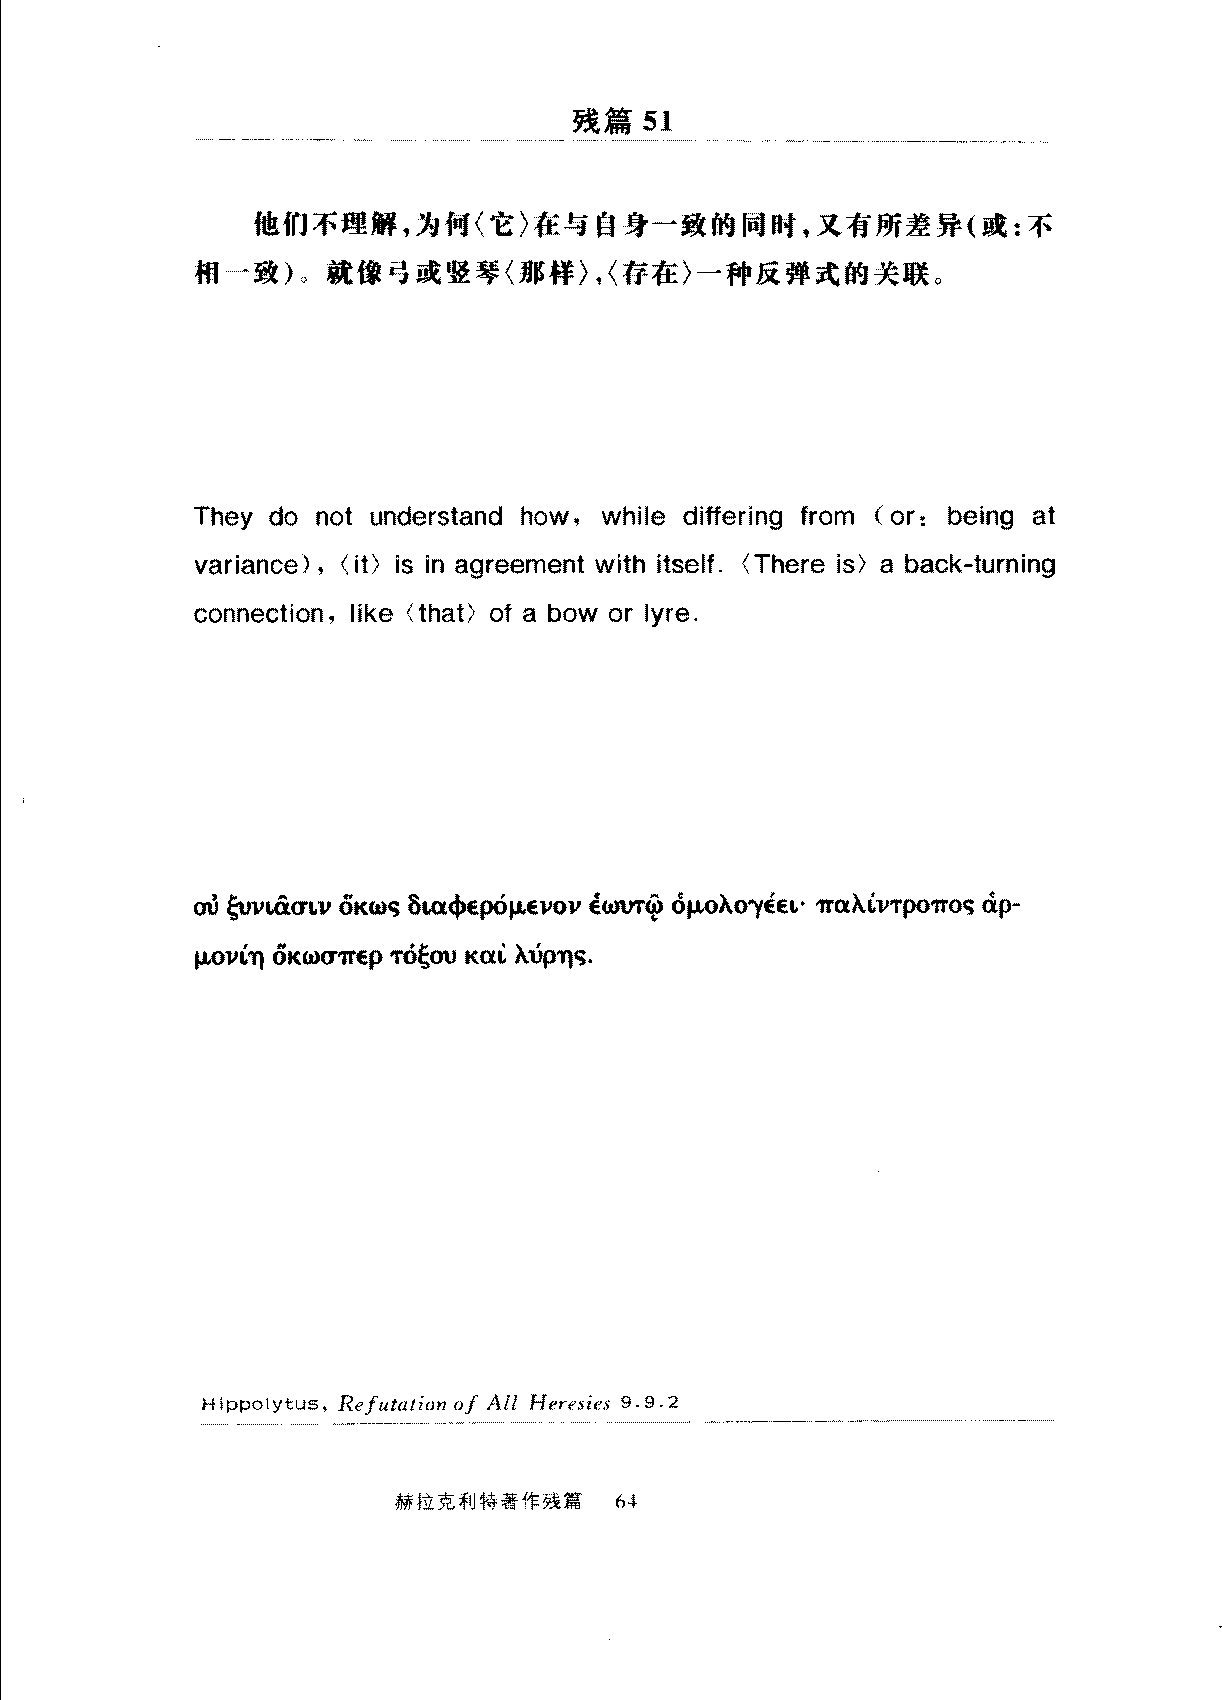 残篇 51
他们不理解,为何〈它〉在与自身一致的同时,又有所差异(或:不
相一致)。就像弓或竖琴〈那样〉,〈存在〉一种反弹式的关联。
They do not understand how, while differing from (or: being at
variance), 〈it〉 is in agreement with itself. 〈There is〉 a back-turning
connection, like 〈that〉 of a bow or lyre.
οὐ ξυνιᾶσιν ὅκως διαφερόμενον ἑωυτῷ ὁμολογέει· παλίντροπος ἁρ-
μονίη ὅκωσπερ τόξου καὶ λύρης.
Hippolytus, Refutation of All Heresies 9.9.2
赫拉克利特著作残篇 64